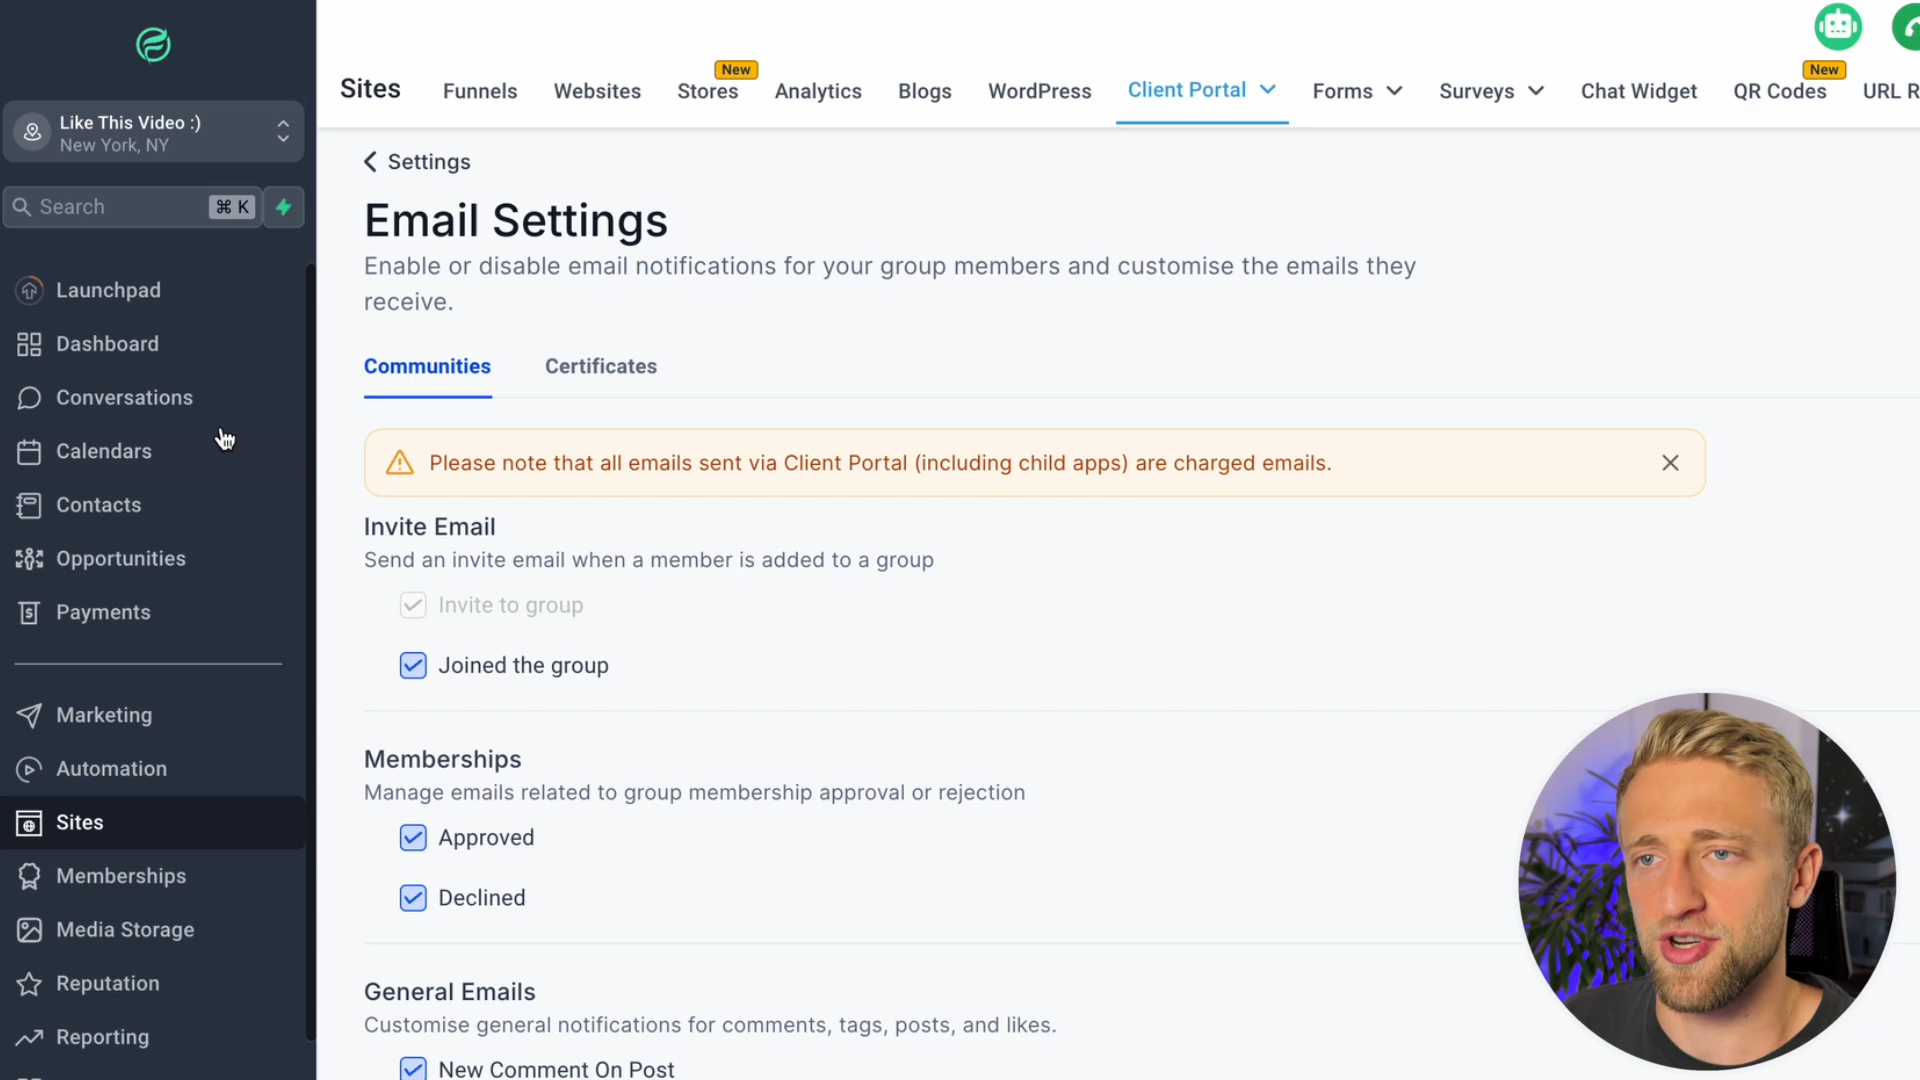 Like This Video :)
New York, NY
Search
⌘ K
Launchpad
Dashboard
Conversations
Calendars
Contacts
Opportunities
Payments
Marketing
Automation
Sites
Memberships
Media Storage
Reputation
Reporting
Sites
Funnels
Websites
Stores
New
Analytics
Blogs
WordPress
Client Portal
Forms
Surveys
Chat Widget
QR Codes
New
URL R
Settings
Email Settings
Enable or disable email notifications for your group members and customise the emails they
receive.
Communities
Certificates
Please note that all emails sent via Client Portal (including child apps) are charged emails.
Invite Email
Send an invite email when a member is added to a group
Invite to group
Joined the group
Memberships
Manage emails related to group membership approval or rejection
Approved
Declined
General Emails
Customise general notifications for comments, tags, posts, and likes.
New Comment On Post